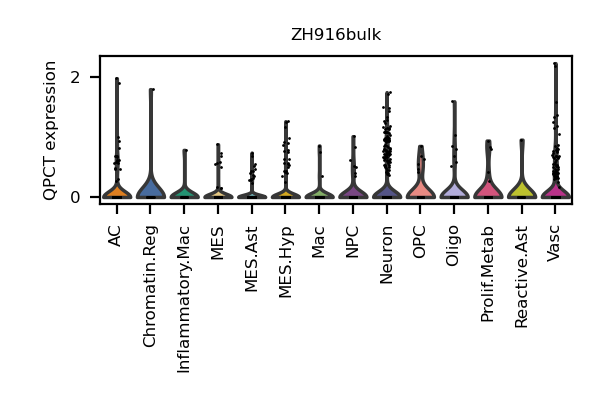 ZH916bulk
QPCT expression
2
0
AC
Chromatin.Reg
Inflammatory.Mac
MES
MES.Ast
MES.Hyp
Mac
NPC
Neuron
OPC
Oligo
Prolif.Metab
Reactive.Ast
Vasc